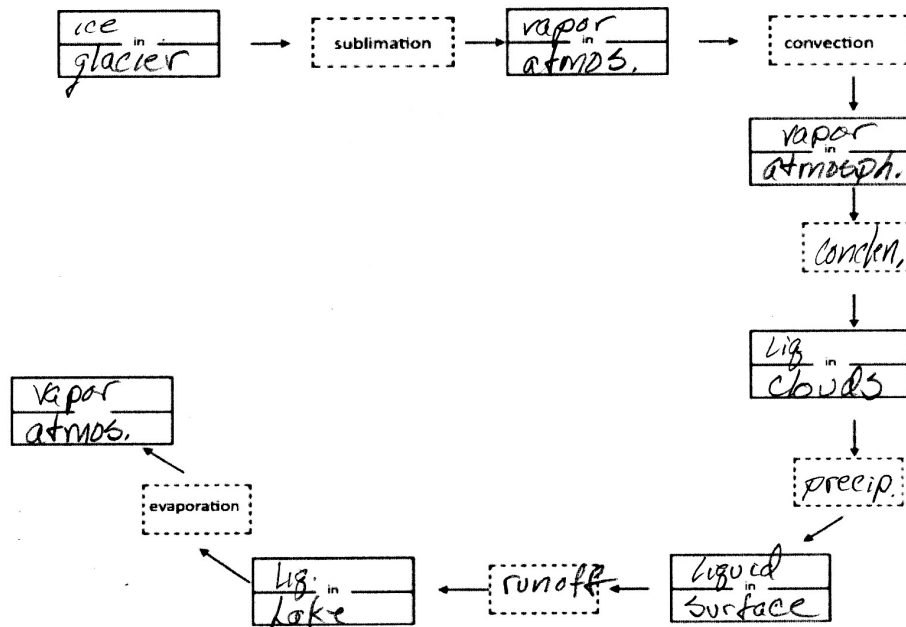 ice
in
glacier
sublimation
vapor
in
atmos.
convection
vapor
in
atmosph.
conden,
Liq
in
clouds
precip.
Liquid
in
surface
runoff
Liq.
in
Lake
evaporation
vapor
atmos.